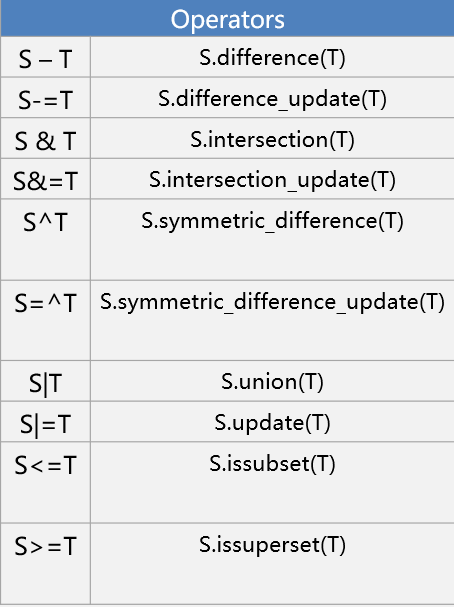 Operators
S – T S.difference(T)
S-=T S.difference_update(T)
S & T S.intersection(T)
S&=T S.intersection_update(T)
S^T S.symmetric_difference(T)
S=^T S.symmetric_difference_update(T)
S|T S.union(T)
S|=T S.update(T)
S<=T S.issubset(T)
S>=T S.issuperset(T)